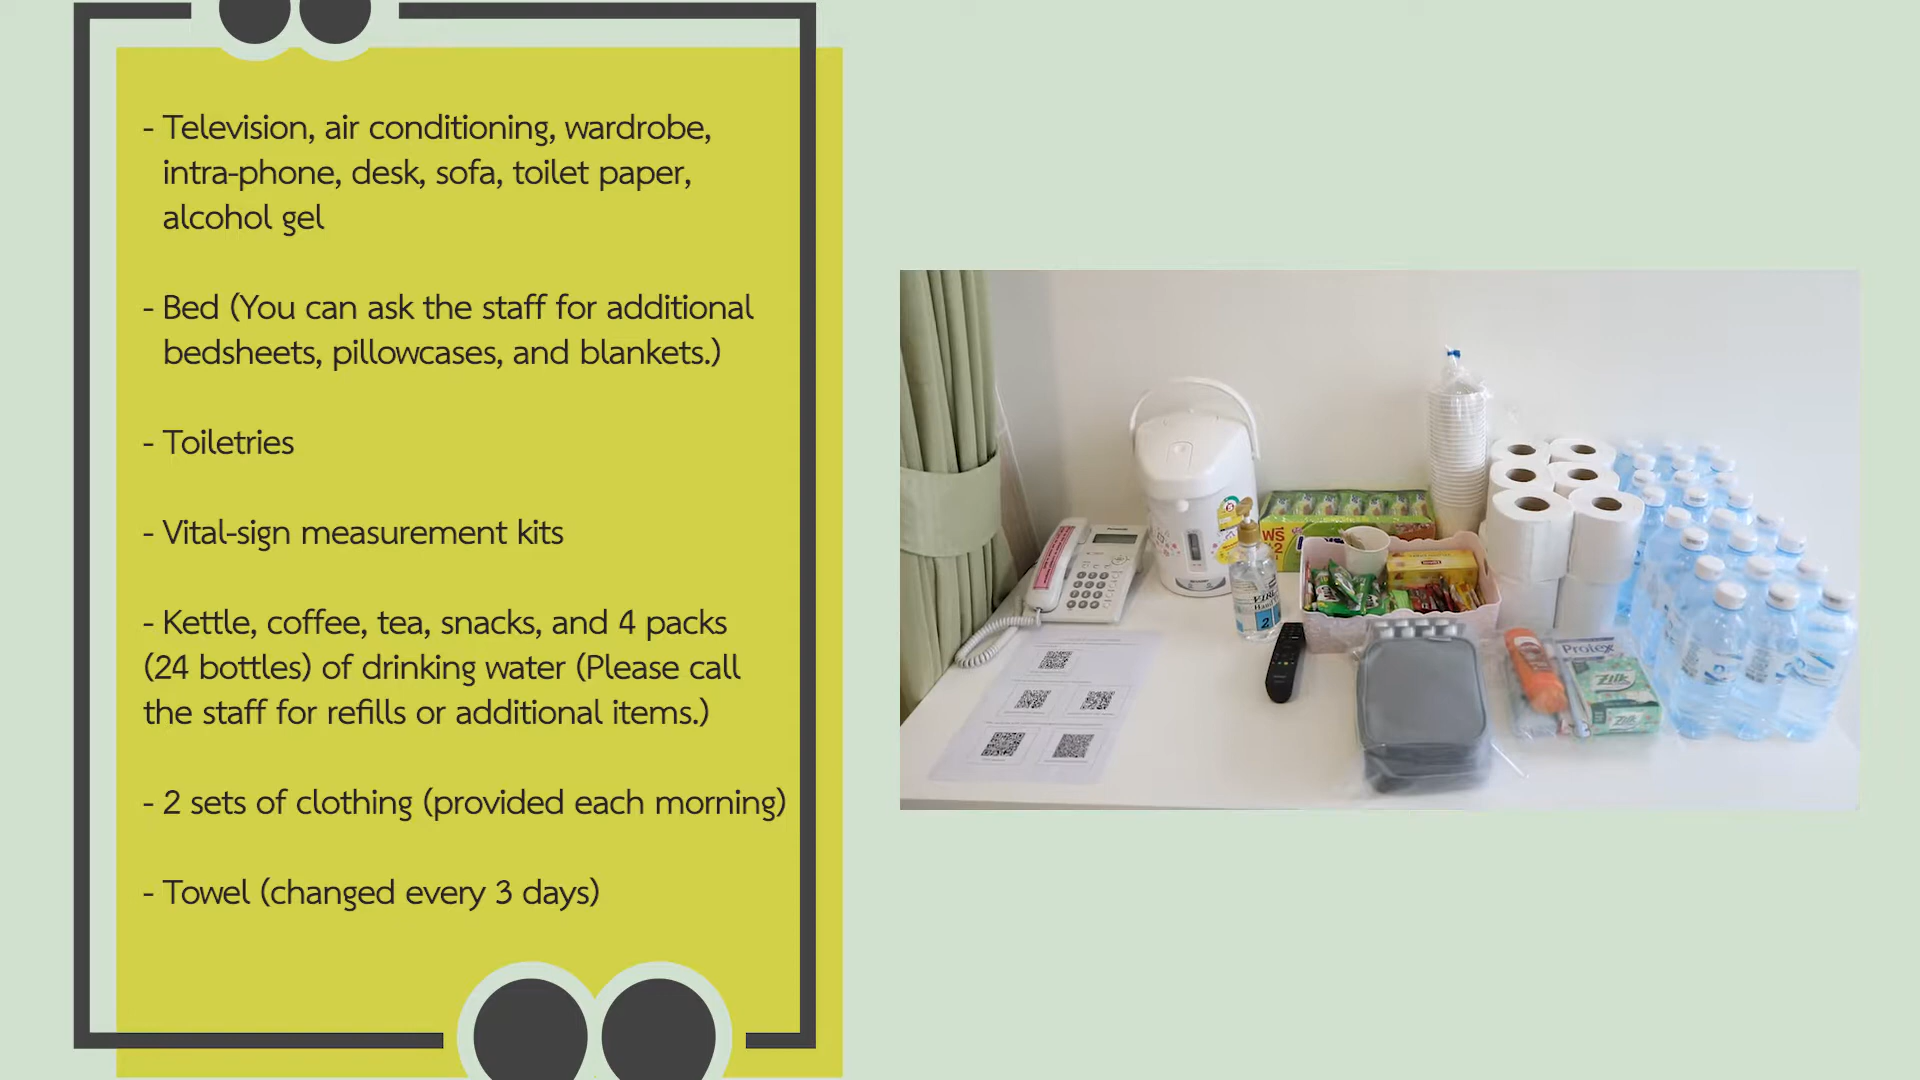 - Television, air conditioning, wardrobe,
intra-phone, desk, sofa, toilet paper,
alcohol gel
- Bed (You can ask the staff for additional
bedsheets, pillowcases, and blankets.)
- Toiletries
- Vital-sign measurement kits
- Kettle, coffee, tea, snacks, and 4 packs
(24 bottles) of drinking water (Please call
the staff for refills or additional items.)
- 2 sets of clothing (provided each morning)
- Towel (changed every 3 days)
Protex
Zilk
Zilk